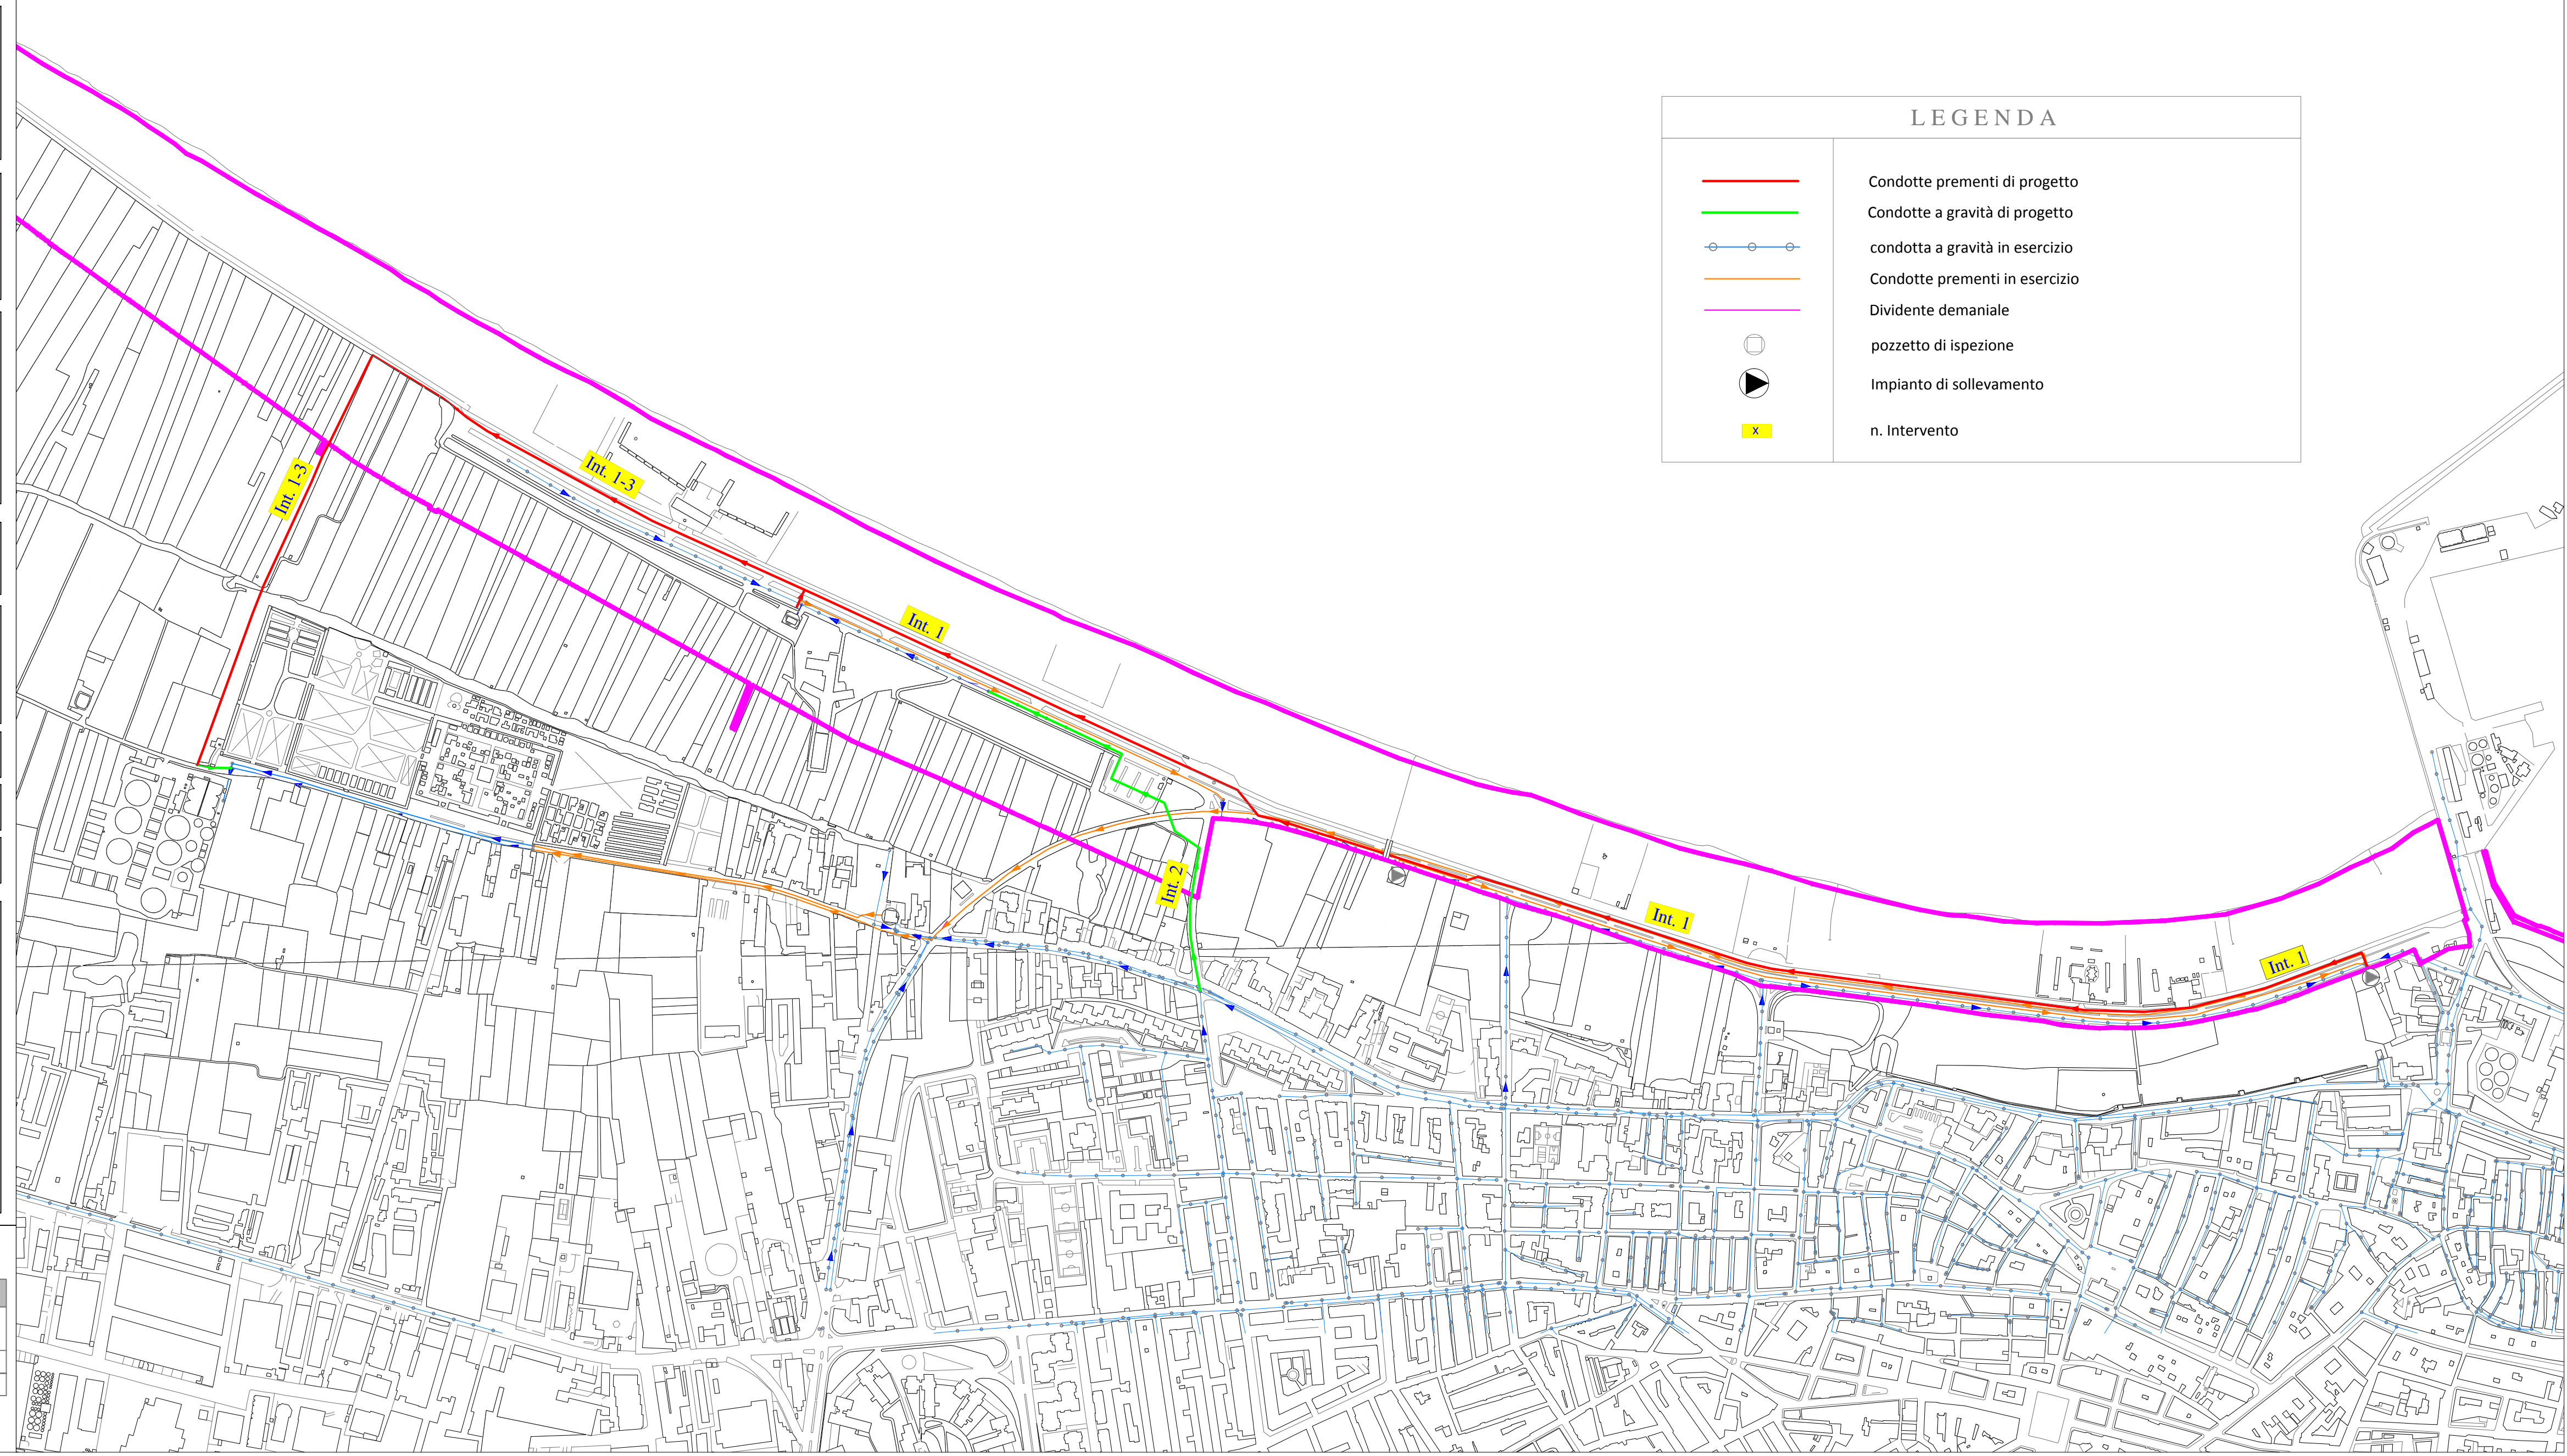 LEGENDA
Condotte prementi di progetto
Condotte a gravità di progetto
condotta a gravità in esercizio
Condotte prementi in esercizio
Dividente demaniale
pozzetto di ispezione
Impianto di sollevamento
x n. Intervento
Int. 1-3
Int. 1-3
Int. 1
Int. 2
Int. 1
Int. 1